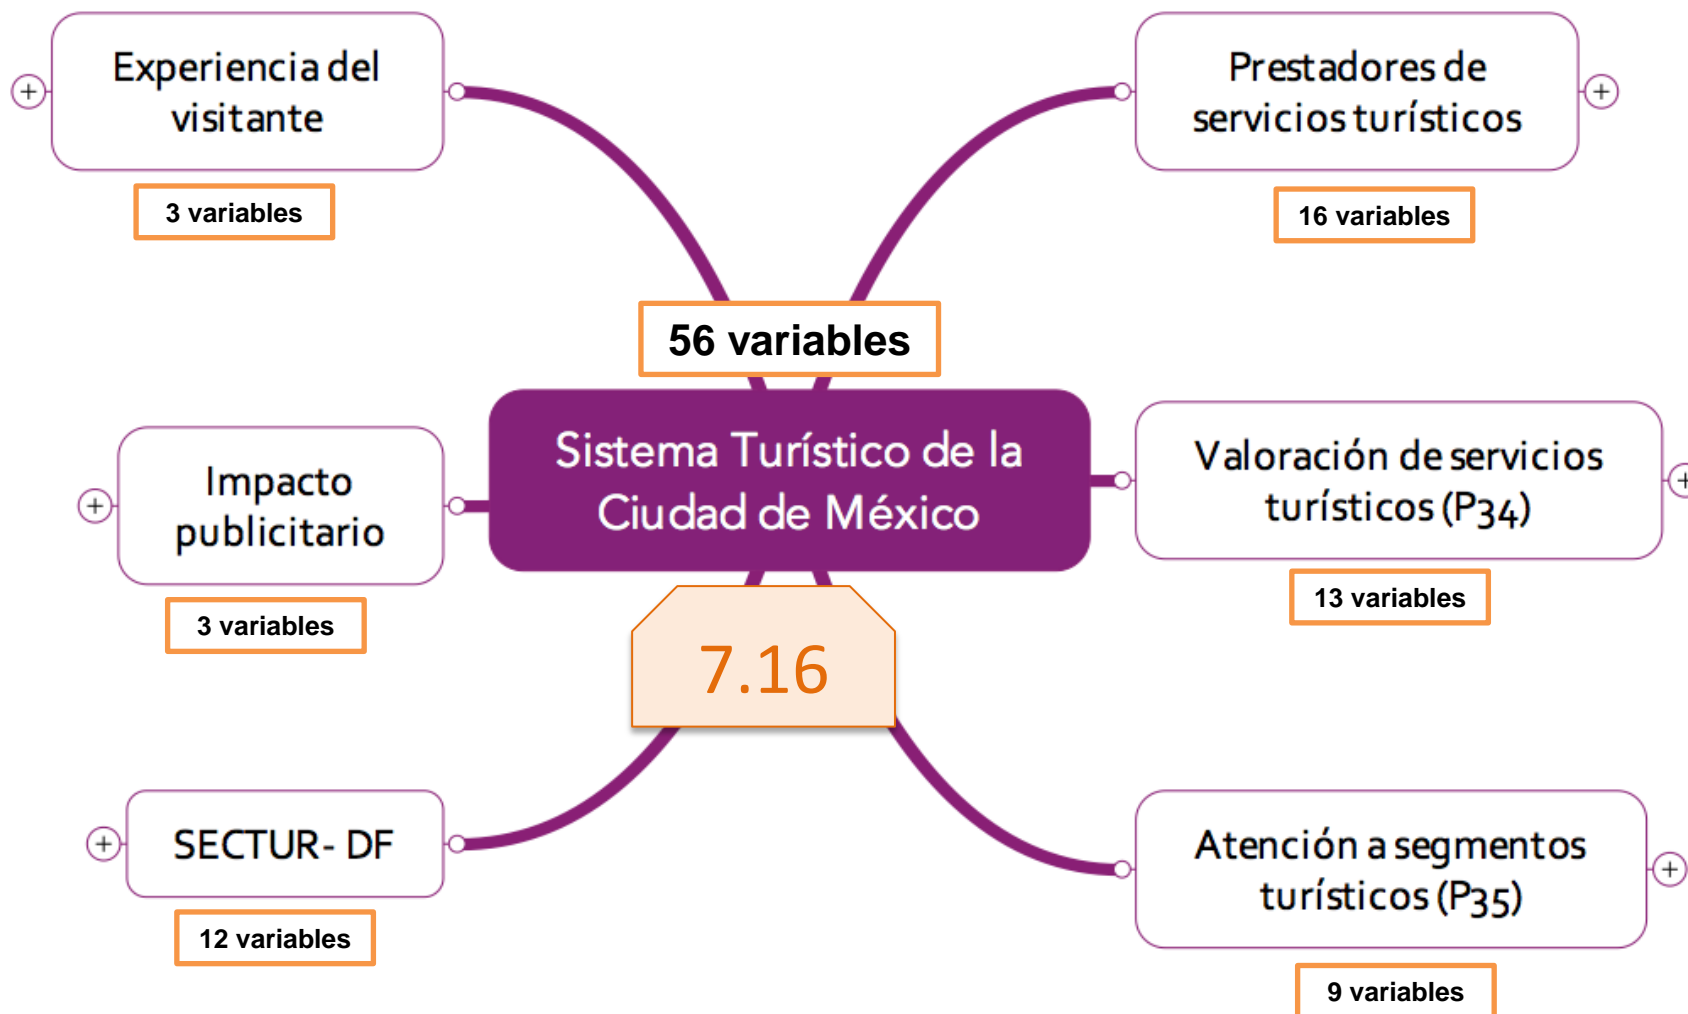 Experiencia del
visitante
3 variables
Prestadores de
servicios turísticos
16 variables
56 variables
Sistema Turístico de la
Ciudad de México
7.16
Impacto
publicitario
3 variables
Valoración de servicios
turísticos (P34)
13 variables
SECTUR- DF
12 variables
Atención a segmentos
turísticos (P35)
9 variables